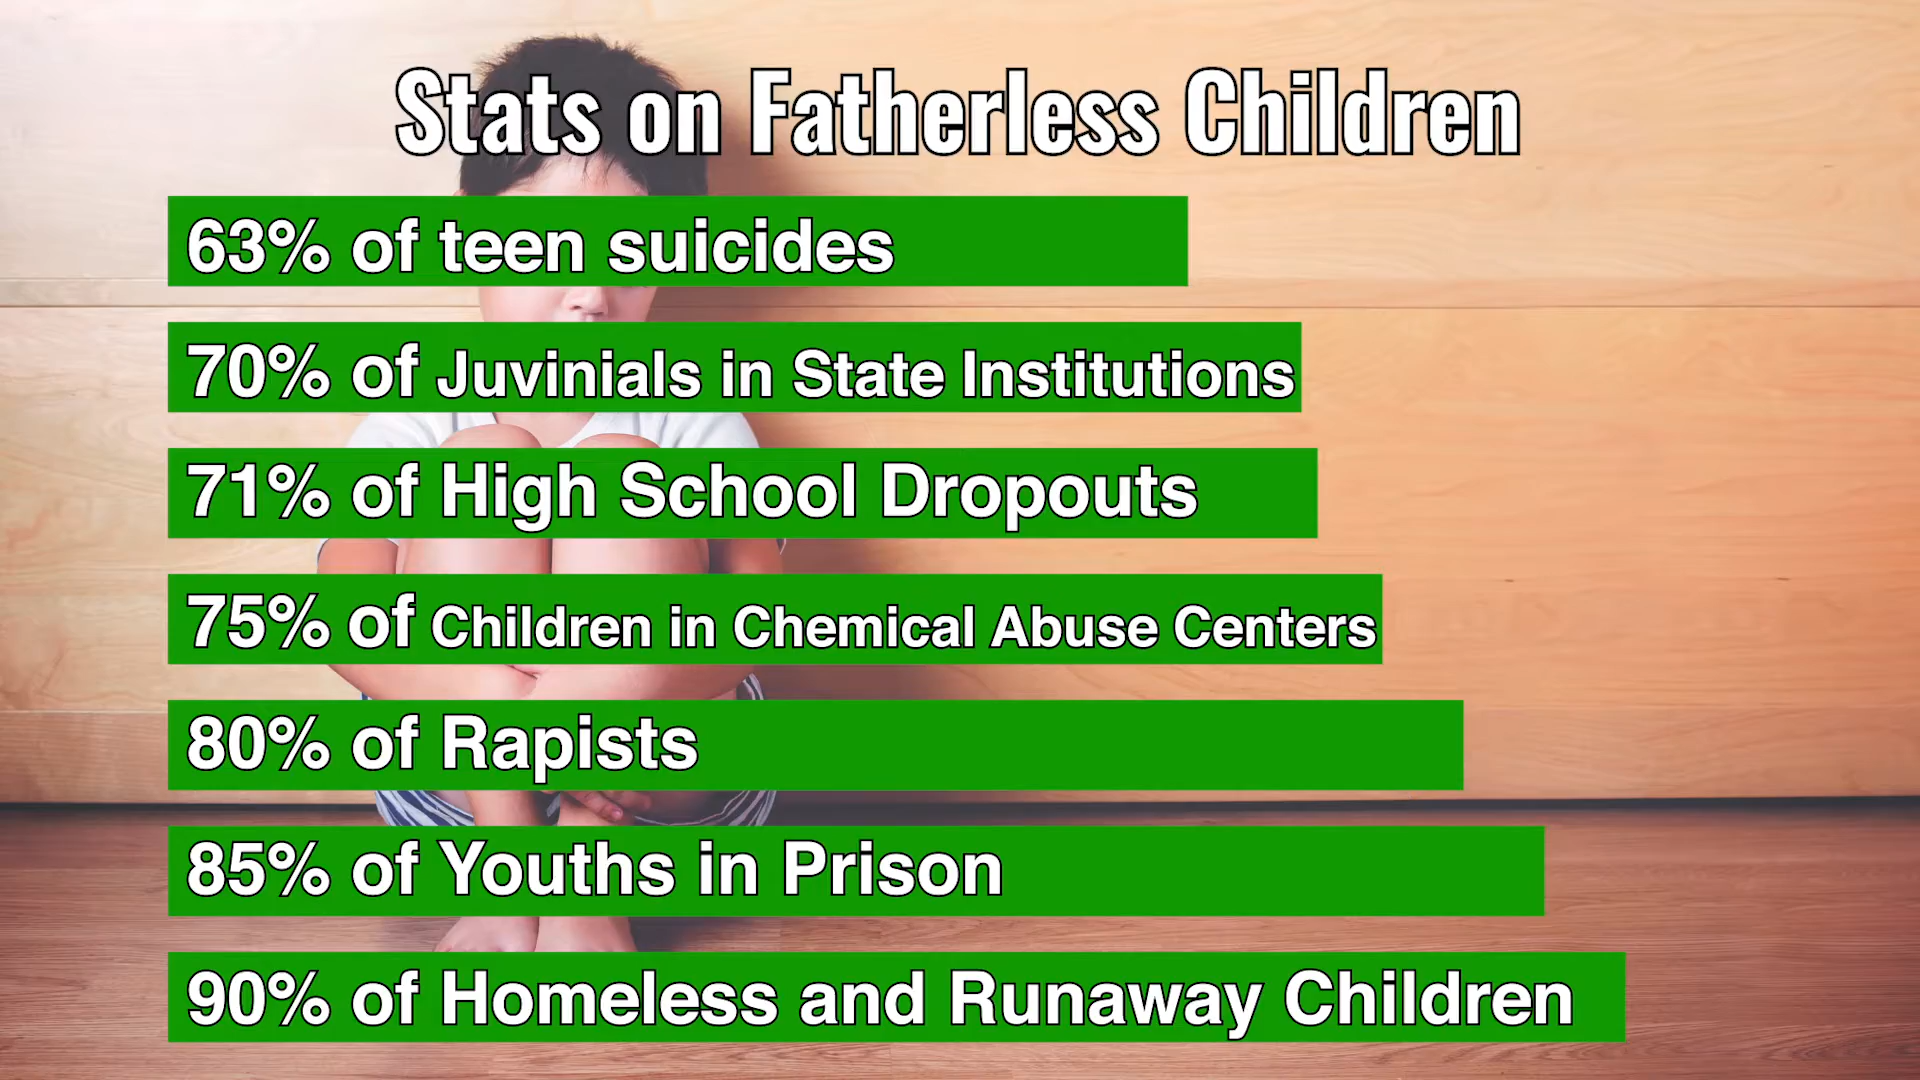 Stats on Fatherless Children
63% of teen suicides
70% of Juvinials in State Institutions
71% of High School Dropouts
75% of Children in Chemical Abuse Centers
80% of Rapists
85% of Youths in Prison
90% of Homeless and Runaway Children